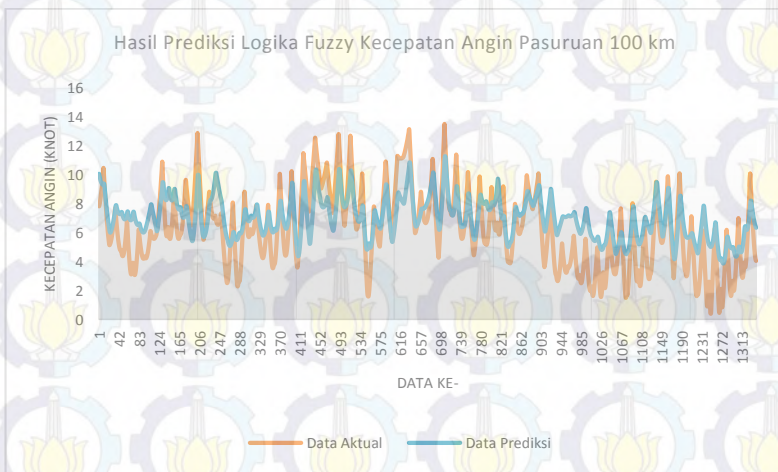 Hasil Prediksi Logika Fuzzy Kecepatan Angin Pasuruan 100 km
KECEPATAN ANGIN (KNOT)
16
14
12
10
8
6
4
2
0
1 42 83 124 165 206 247 288 329 370 411 452 493 534 575 616 657 698 739 780 821 862 903 944 985 1026 1067 1108 1149 1190 1231 1272 1313
DATA KE-
Data Aktual Data Prediksi